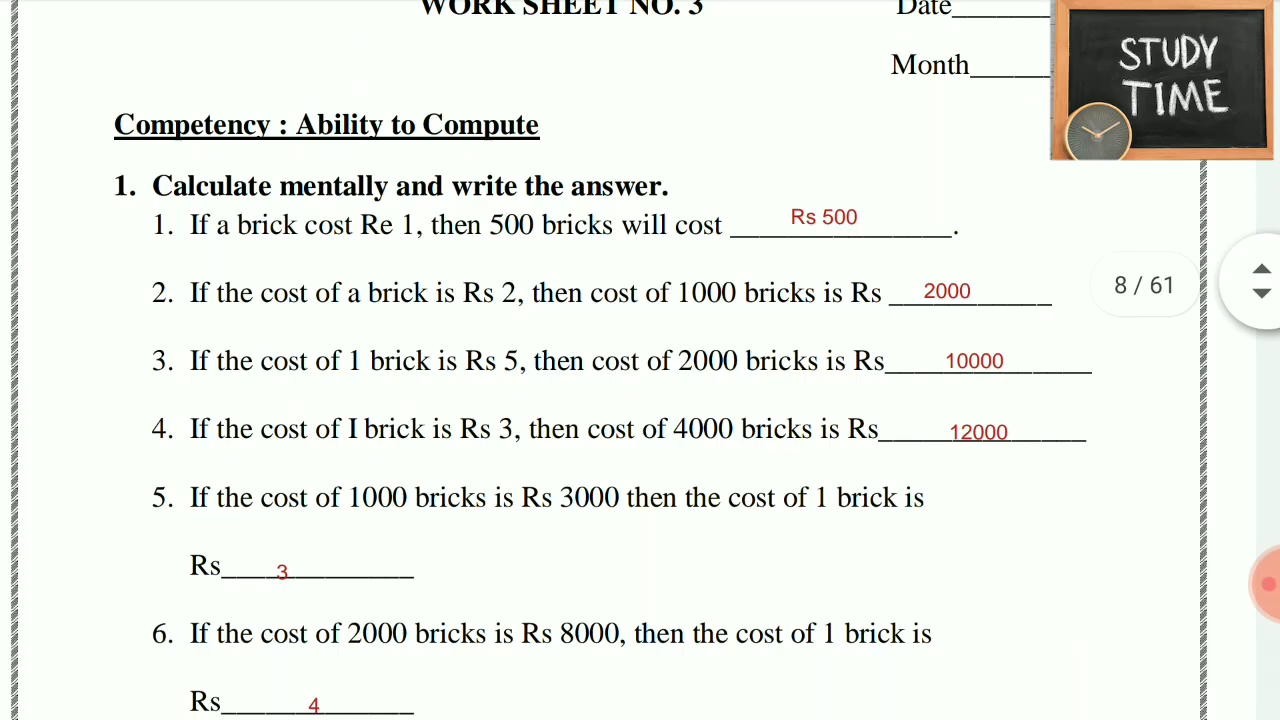 WORK SHEET NO. 3
Date______
Month_____
STUDY
TIME
Competency : Ability to Compute
1. Calculate mentally and write the answer.
1. If a brick cost Re 1, then 500 bricks will cost Rs 500.
2. If the cost of a brick is Rs 2, then cost of 1000 bricks is Rs 2000
8 / 61
3. If the cost of 1 brick is Rs 5, then cost of 2000 bricks is Rs 10000
4. If the cost of I brick is Rs 3, then cost of 4000 bricks is Rs 12000
5. If the cost of 1000 bricks is Rs 3000 then the cost of 1 brick is
Rs 3
6. If the cost of 2000 bricks is Rs 8000, then the cost of 1 brick is
Rs 4